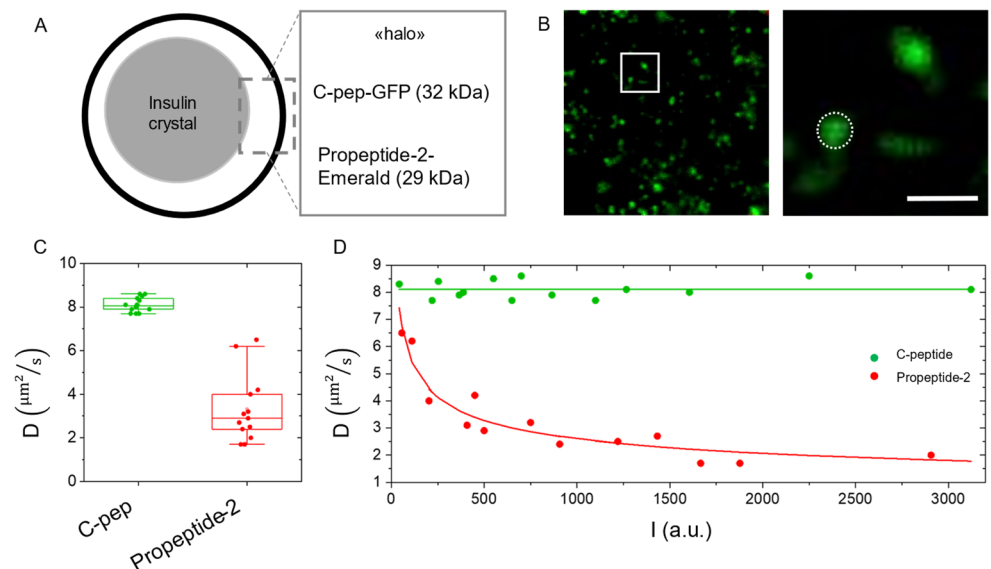 A
Insulin
crystal
«halo»
C-pep-GFP (32 kDa)
Propeptide-2-
Emerald (29 kDa)
B
C
10
8
6
4
2
0
D (μm²/s)
C-pep
Propeptide-2
D
9
8
7
6
5
4
3
2
1
D (μm²/s)
C-peptide
Propeptide-2
0
500
1000
1500
2000
2500
3000
I (a.u.)